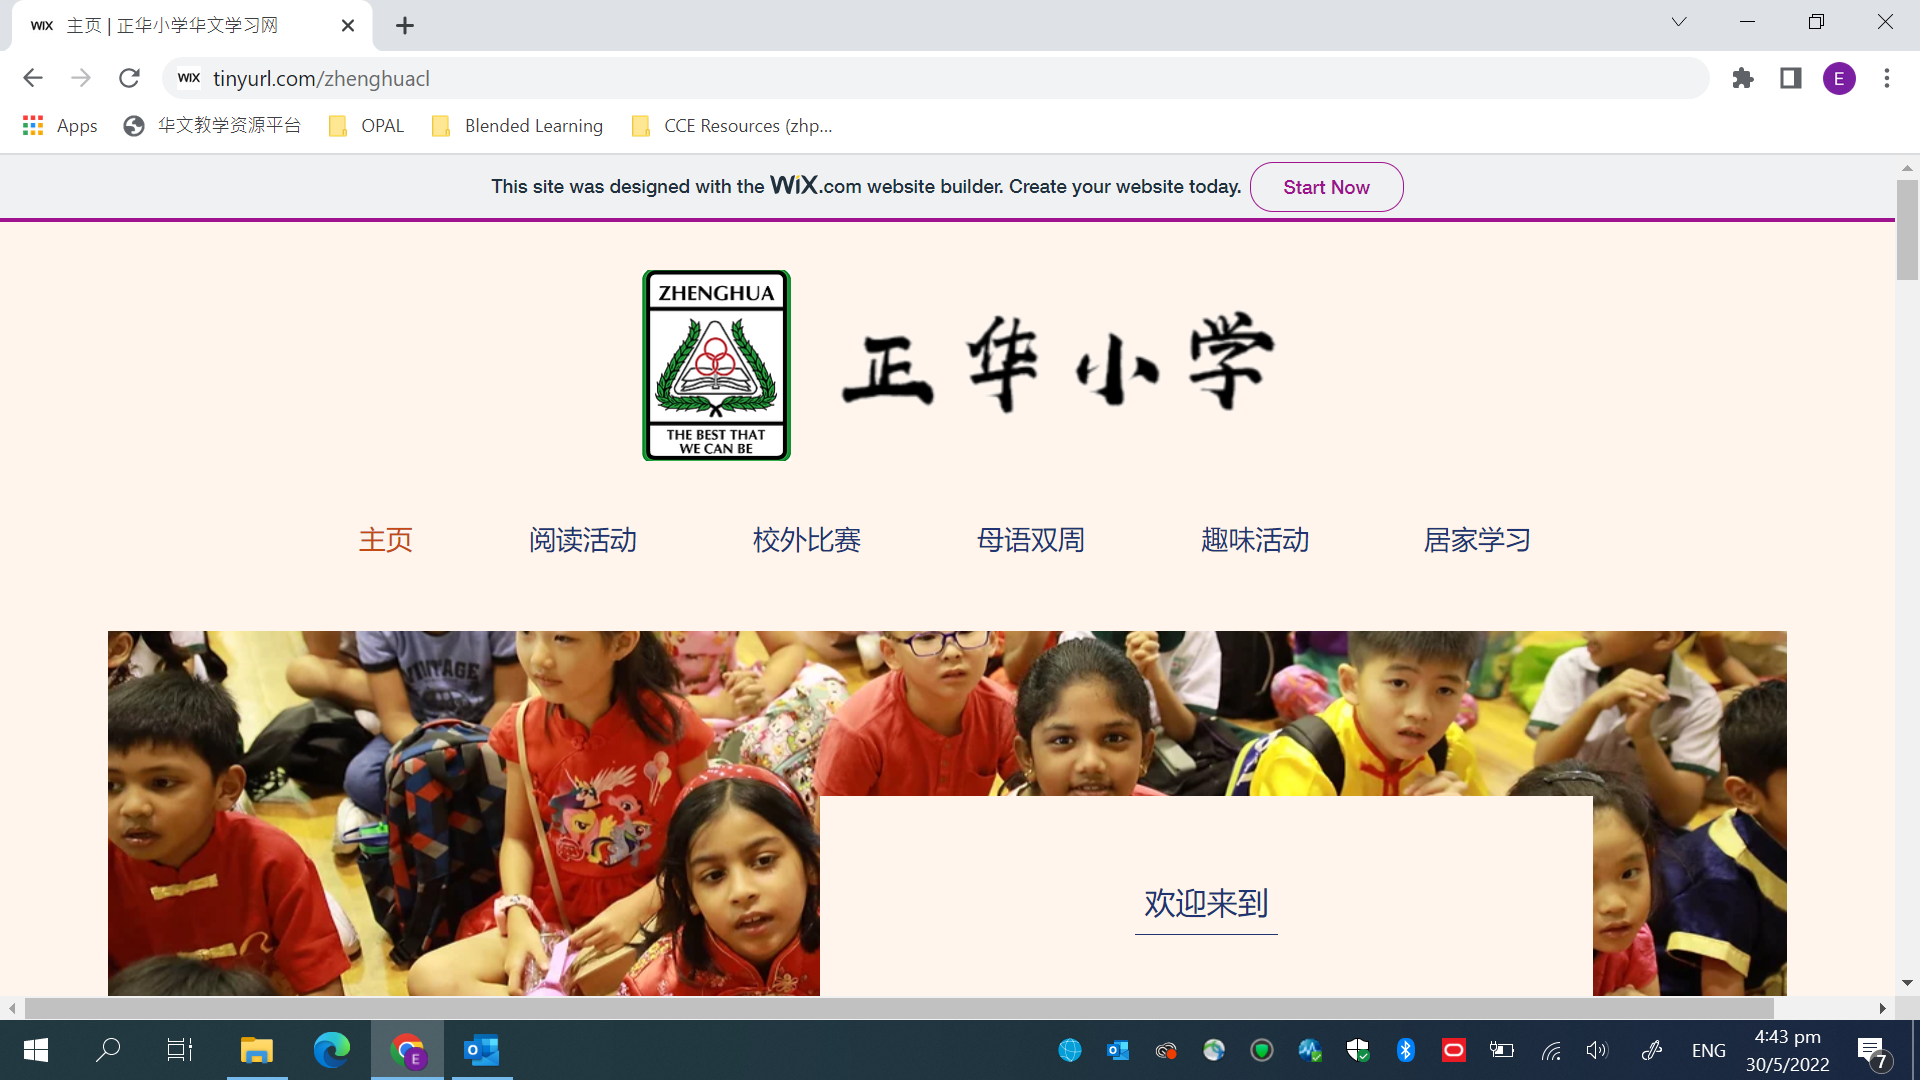 WiX 主页 | 正华小学华文学习网
WiX tinyurl.com/zhenghuacl
E
Apps 华文教学资源平台 OPAL Blended Learning CCE Resources (zhp...
This site was designed with the WiX.com website builder. Create your website today. Start Now
ZHENGHUA
THE BEST THAT
WE CAN BE
正华小学
主页 阅读活动 校外比赛 母语双周 趣味活动 居家学习
VINTAGE
欢迎来到
ENG
4:43 pm
30/5/2022
7